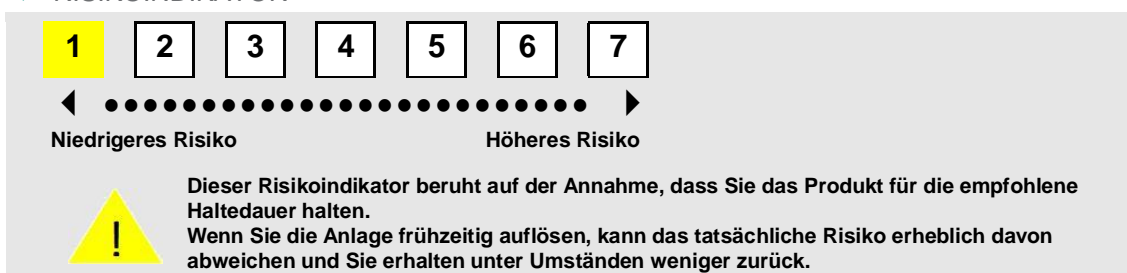 RISIKOINDIKATOR
1 2 3 4 5 6 7
Niedrigeres Risiko Höheres Risiko
Dieser Risikoindikator beruht auf der Annahme, dass Sie das Produkt für die empfohlene
Haltedauer halten.
Wenn Sie die Anlage frühzeitig auflösen, kann das tatsächliche Risiko erheblich davon
abweichen und Sie erhalten unter Umständen weniger zurück.